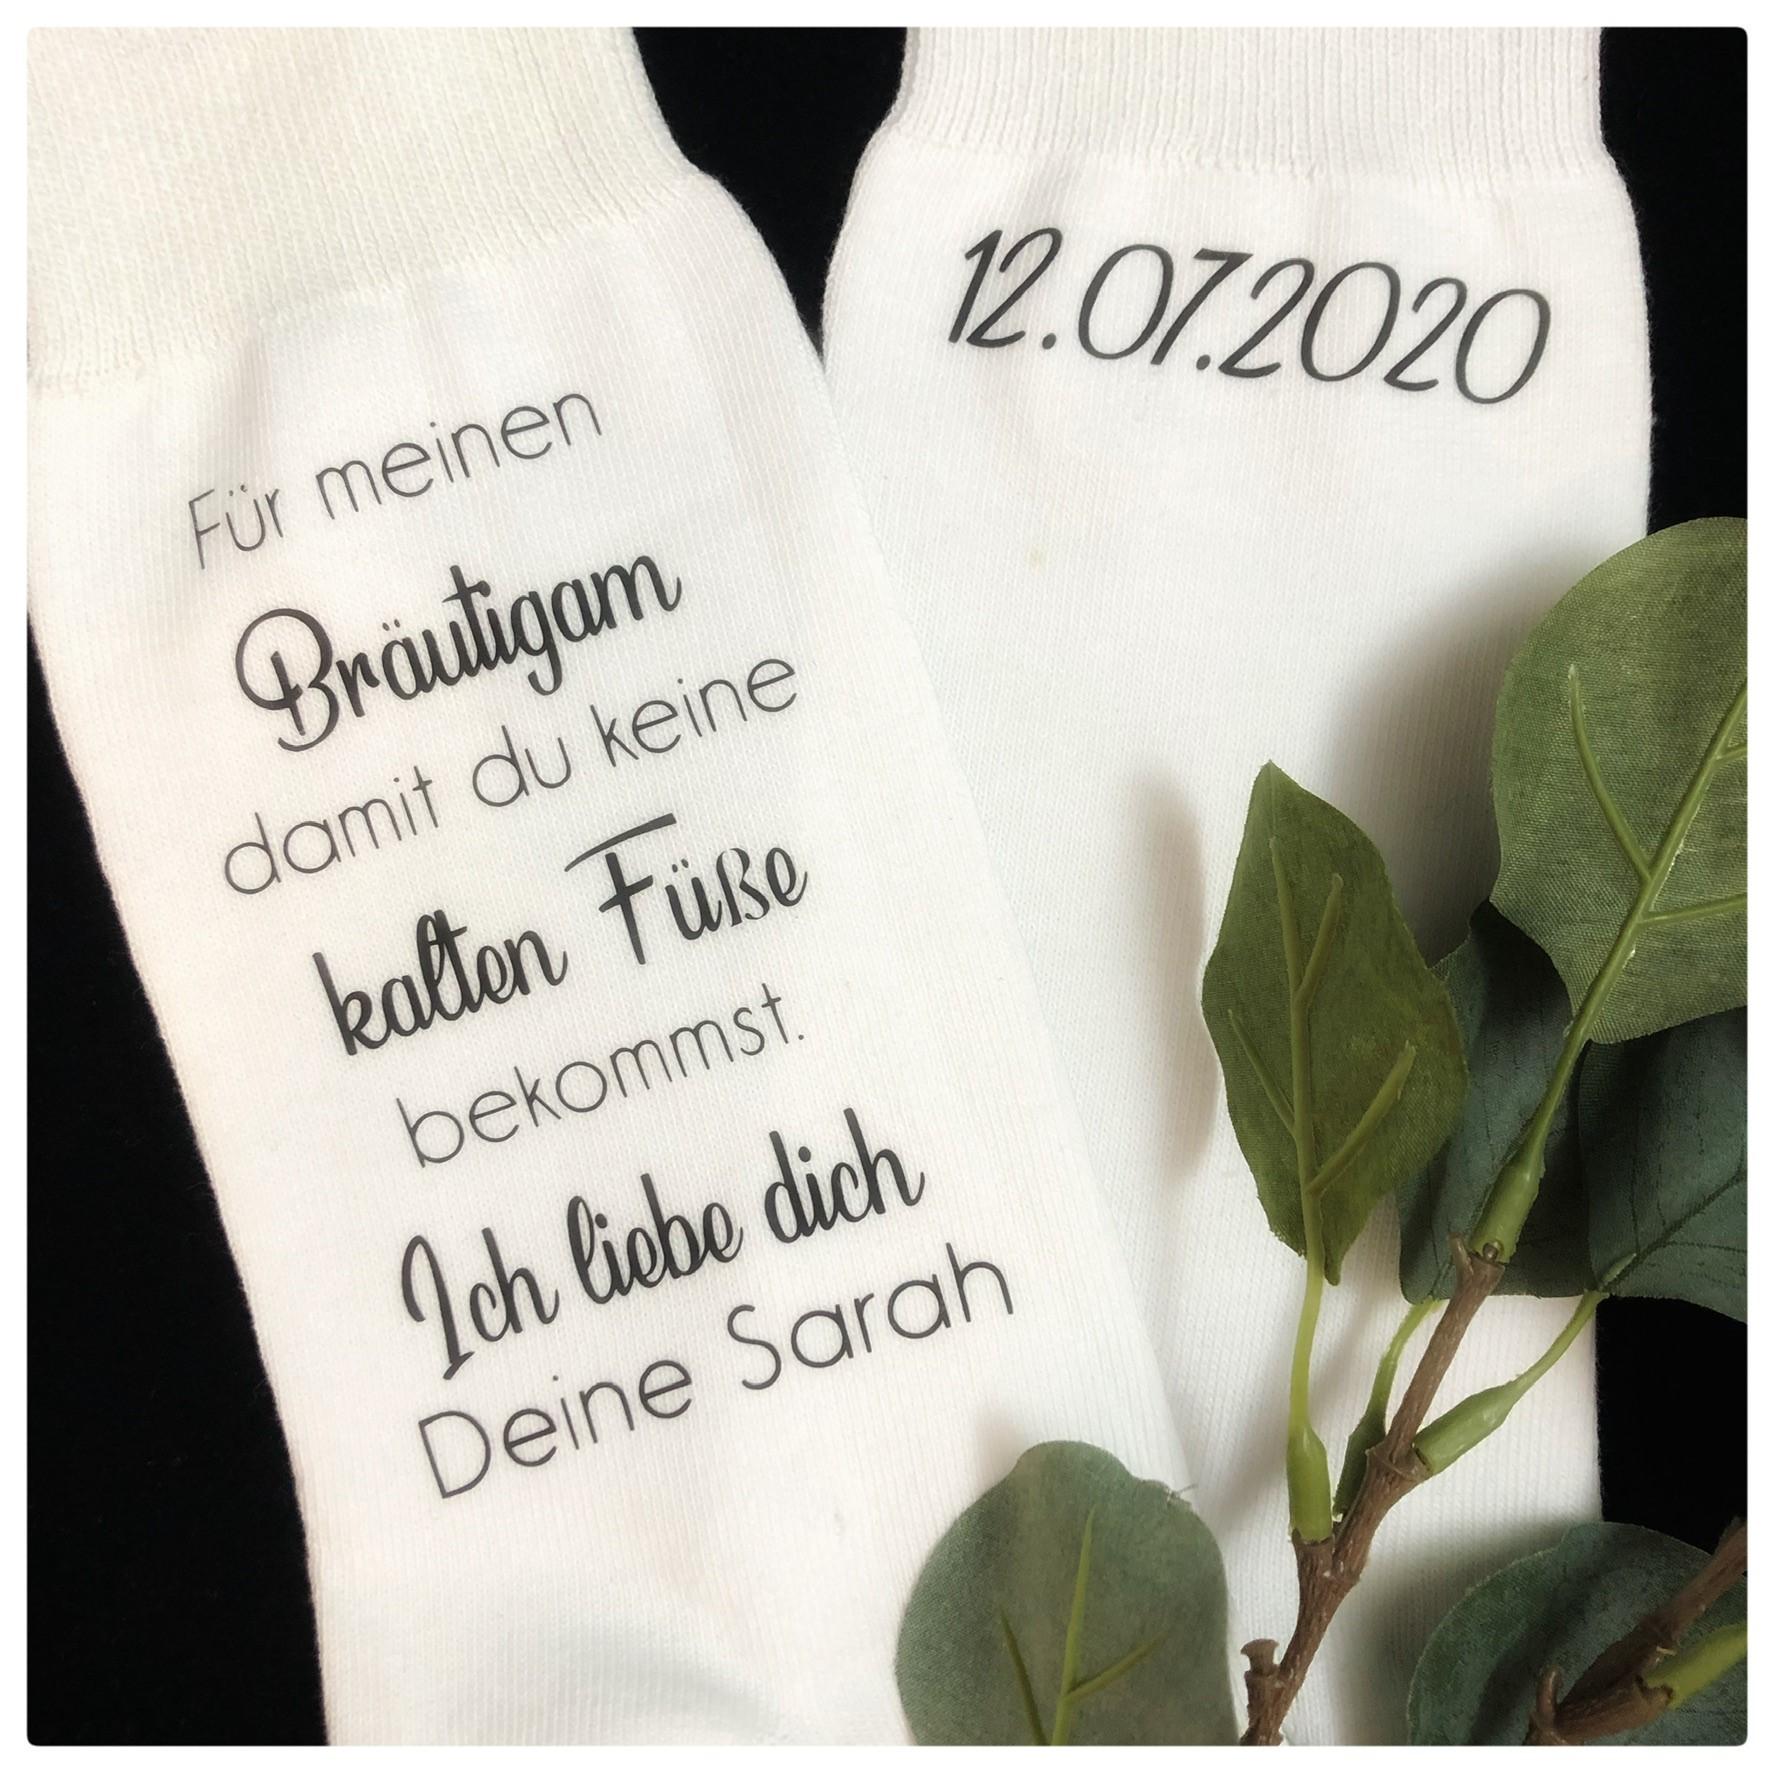 Für meinen
Bräutigam
damit du keine
kalten Füße
bekommst.
Ich liebe dich
Deine Sarah
12.07.2020